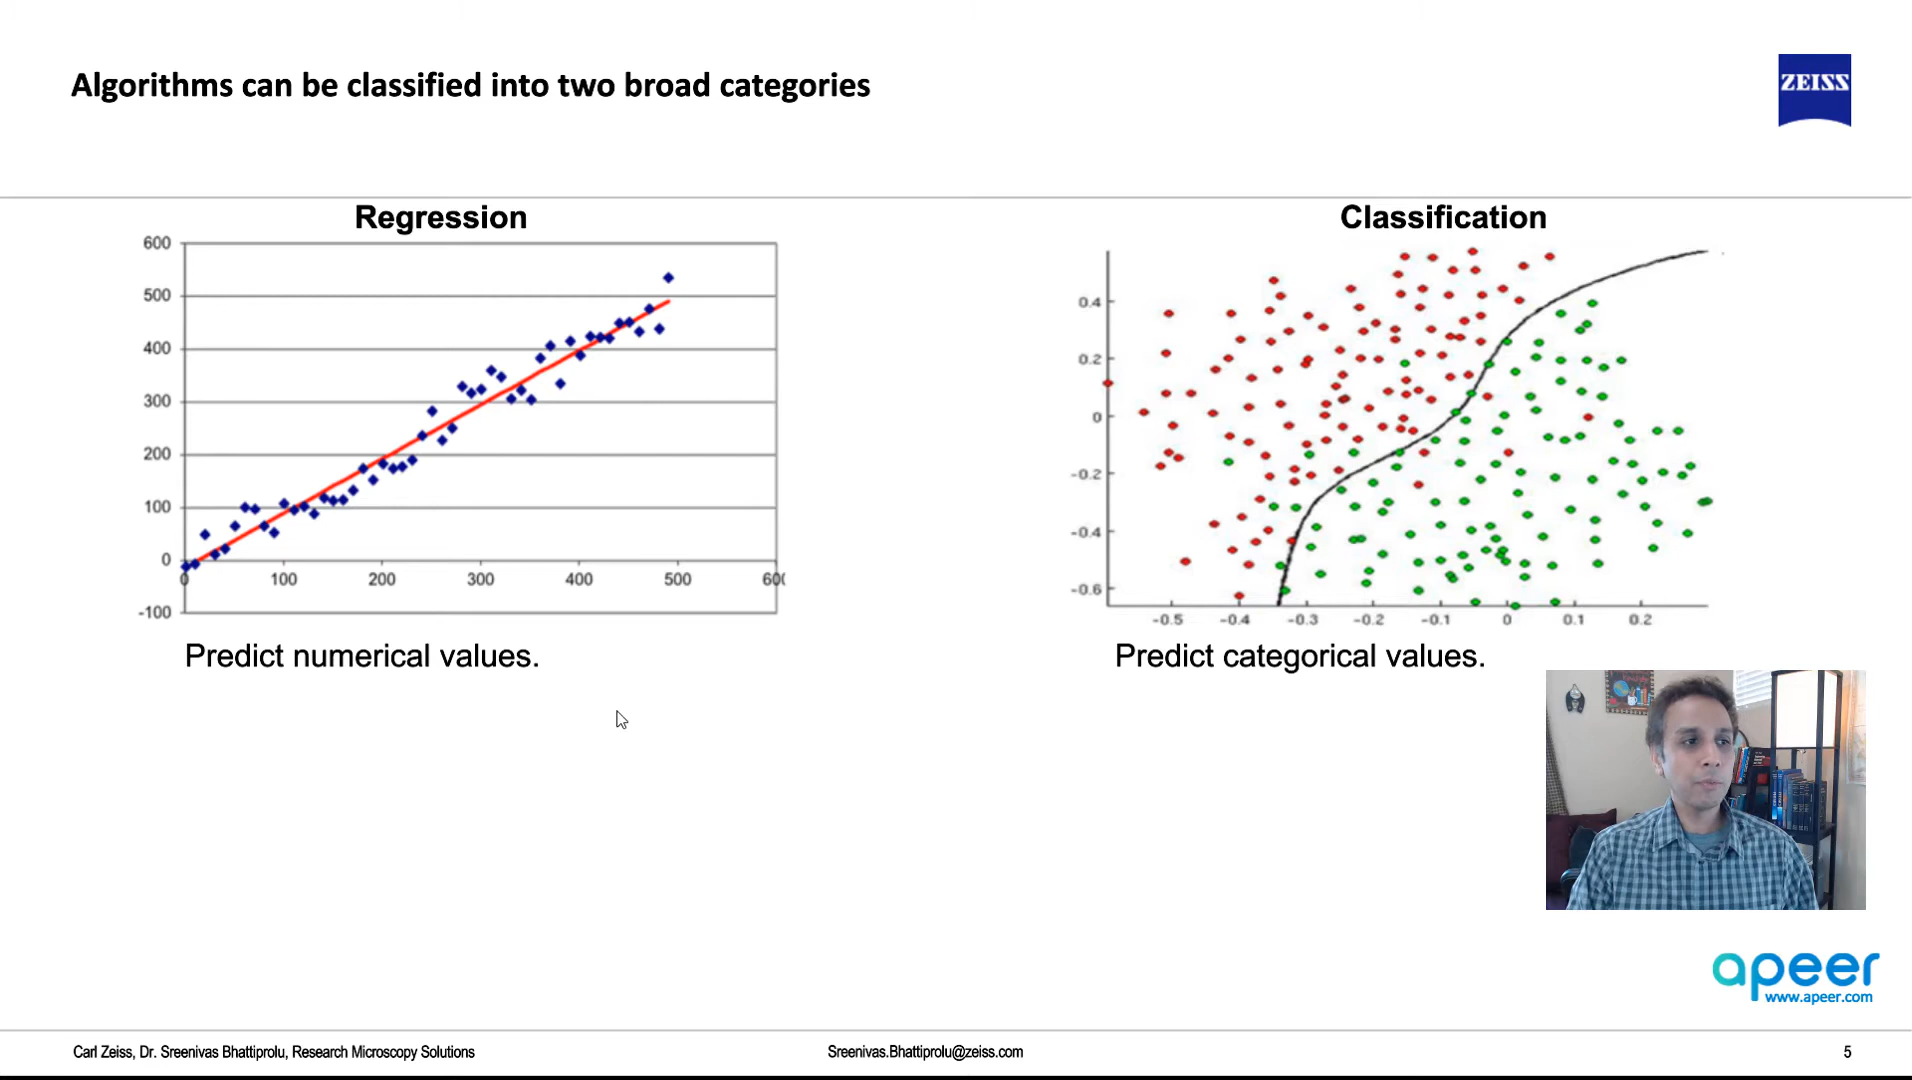 Algorithms can be classified into two broad categories
ZEISS
Regression
600
500
400
300
200
100
0
-100
0 100 200 300 400 500 60
Predict numerical values.
Classification
0.4
0.2
0
-0.2
-0.4
-0.6
-0.5 -0.4 -0.3 -0.2 -0.1 0 0.1 0.2
Predict categorical values.
apeer
www.apeer.com
Carl Zeiss, Dr. Sreenivas Bhattiprolu, Research Microscopy Solutions
Sreenivas.Bhattiprolu@zeiss.com
5